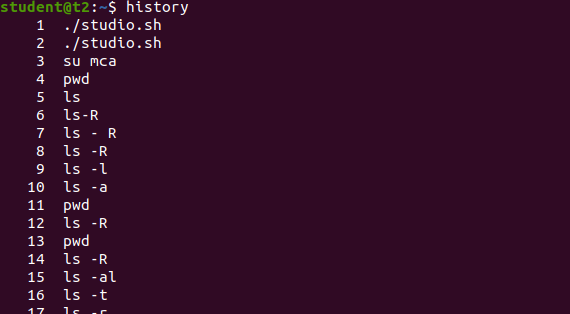 student@t2:~$ history
1 ./studio.sh
2 ./studio.sh
3 su mca
4 pwd
5 ls
6 ls-R
7 ls - R
8 ls -R
9 ls -l
10 ls -a
11 pwd
12 ls -R
13 pwd
14 ls -R
15 ls -al
16 ls -t
17 ls